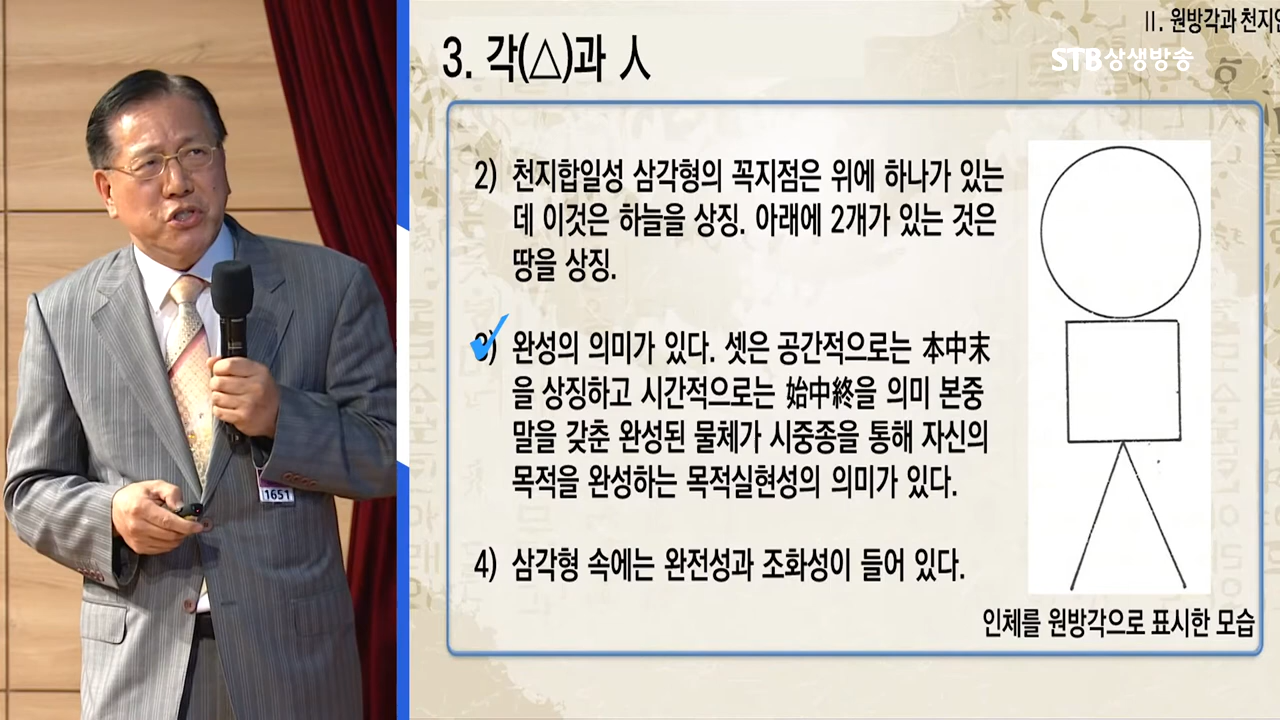 Ⅱ. 원방각과 천지인
STB상생방송
3. 각(△)과 人
2) 천지합일성 삼각형의 꼭지점은 위에 하나가 있는
데 이것은 하늘을 상징. 아래에 2개가 있는 것은
땅을 상징.
3) 완성의 의미가 있다. 셋은 공간적으로는 本中末
을 상징하고 시간적으로는 始中終을 의미 본중
말을 갖춘 완성된 물체가 시중종을 통해 자신의
목적을 완성하는 목적실현성의 의미가 있다.
4) 삼각형 속에는 완전성과 조화성이 들어 있다.
인체를 원방각으로 표시한 모습
1651